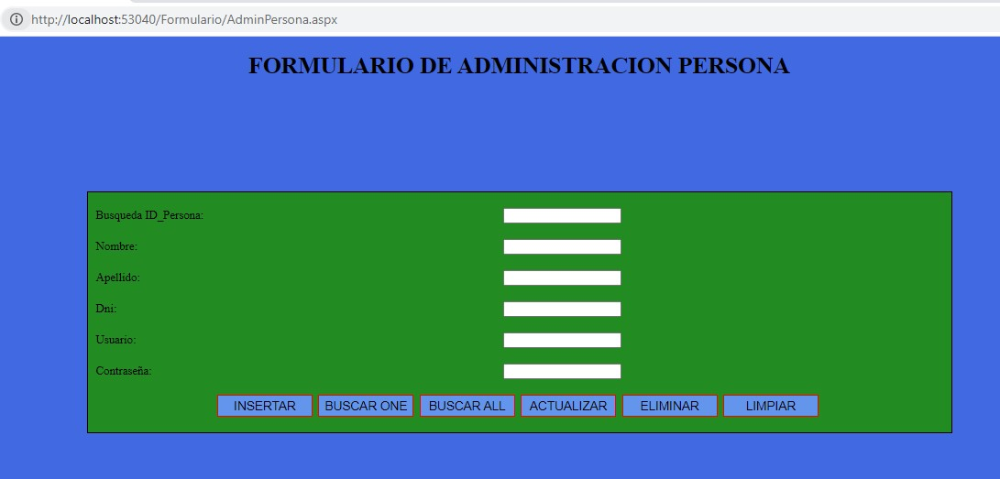 http://localhost:53040/Formulario/AdminPersona.aspx
FORMULARIO DE ADMINISTRACION PERSONA
Busqueda ID_Persona:
Nombre:
Apellido:
Dni:
Usuario:
Contraseña:
INSERTAR BUSCAR ONE BUSCAR ALL ACTUALIZAR ELIMINAR LIMPIAR